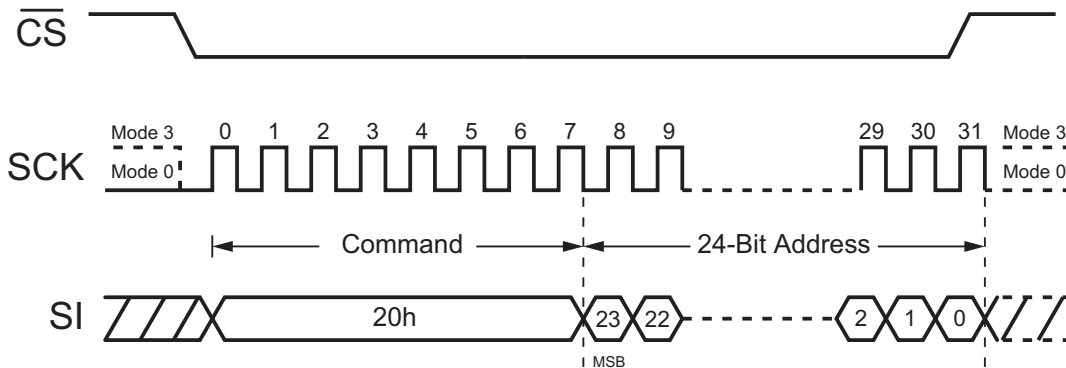 C̅S̅
Mode 3 0 1 2 3 4 5 6 7 8 9 29 30 31 Mode 3
SCK Mode 0 Mode 0
Command 24-Bit Address
SI 20h 23 22 2 1 0
MSB